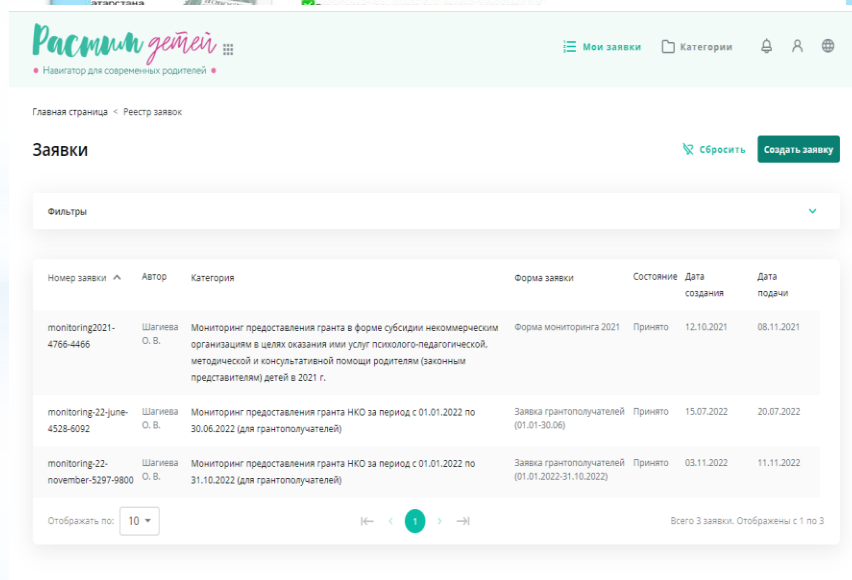 атарстана
Растим детей
Мои заявки Категории
• Навигатор для современных родителей •
Главная страница < Реестр заявок
Заявки
Сбросить Создать заявку
Фильтры
Номер заявки Автор Категория Форма заявки Состояние Дата Дата
создания подачи
monitoring2021- Шагиева Мониторинг предоставления гранта в форме субсидии некоммерческим Форма мониторинга 2021 Принято 12.10.2021 08.11.2021
4766-4466 О. В. организациям в целях оказания ими услуг психолого-педагогической,
методической и консультативной помощи родителям (законным
представителям) детей в 2021 г.
monitoring-22-june- Шагиева Мониторинг предоставления гранта НКО за период с 01.01.2022 по Заявка грантополучателей Принято 15.07.2022 20.07.2022
4528-6092 О. В. 30.06.2022 (для грантополучателей) (01.01-30.06)
monitoring-22- Шагиева Мониторинг предоставления гранта НКО за период с 01.01.2022 по Заявка грантополучателей Принято 03.11.2022 11.11.2022
november-5297-9800 О. В. 31.10.2022 (для грантополучателей) (01.01.2022-31.10.2022)
Отображать по: 10 1 Всего 3 заявки. Отображены с 1 по 3